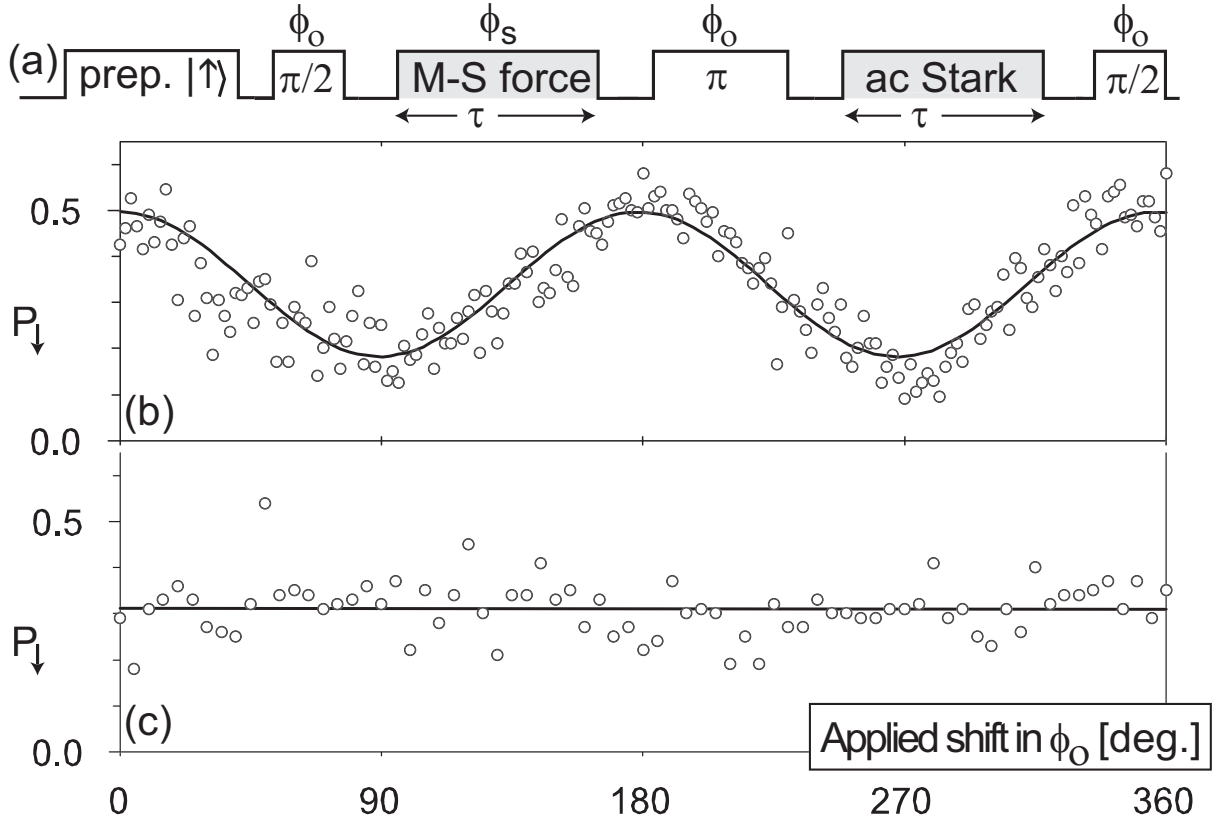 ϕo ϕs ϕo ϕo
(a) prep. |↑⟩ π/2 M-S force π ac Stark π/2
τ τ
0.5
P↓
(b)
0.0
0.5
P↓
(c)
0.0
Applied shift in ϕo [deg.]
0 90 180 270 360